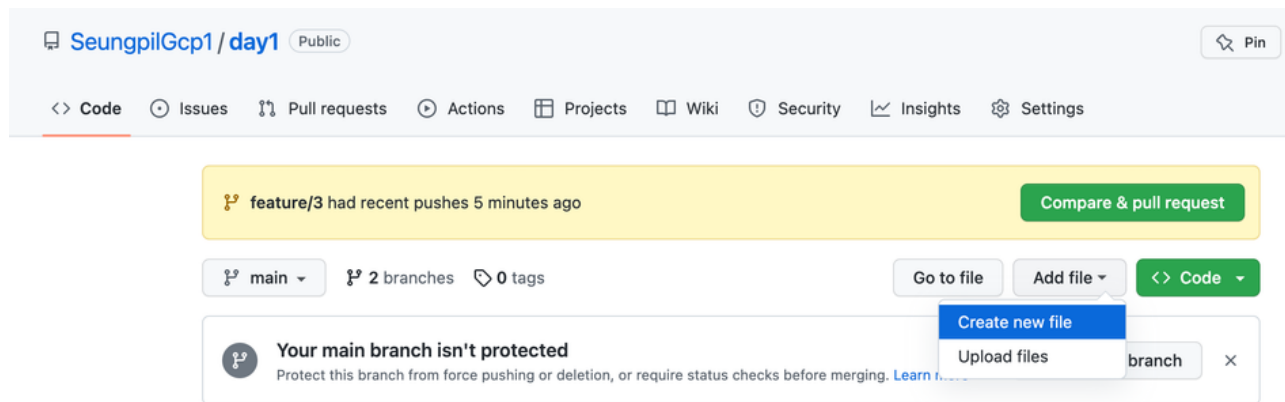 SeungpilGcp1 / day1 Public Pin
<> Code Issues Pull requests Actions Projects Wiki Security Insights Settings
feature/3 had recent pushes 5 minutes ago Compare & pull request
main 2 branches 0 tags Go to file Add file <> Code
Create new file
Your main branch isn't protected
Upload files branch
Protect this branch from force pushing or deletion, or require status checks before merging. Learn